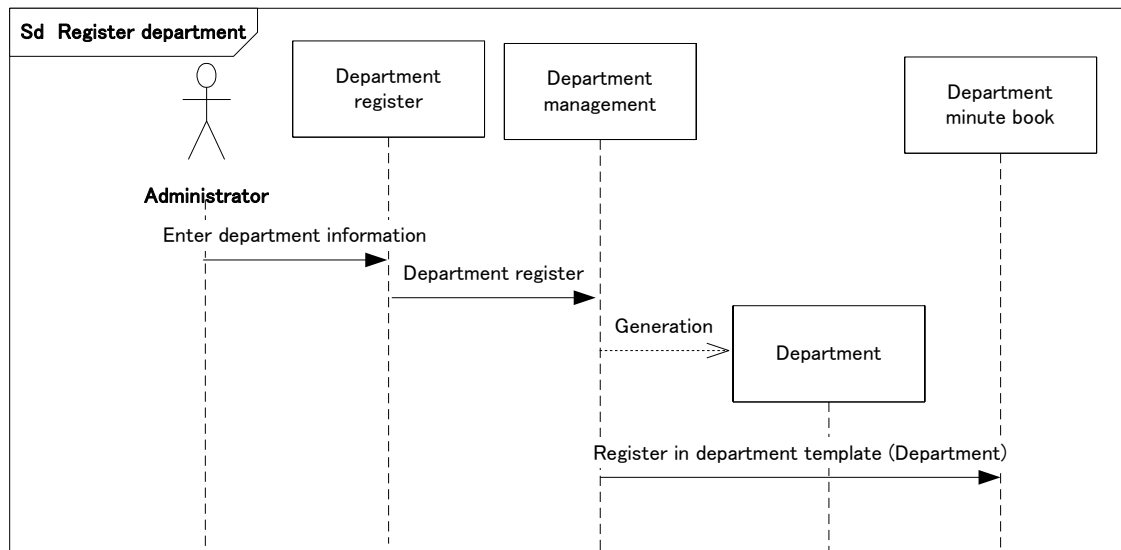 Sd Register department
Department
register
Department
management
Department
minute book
Administrator
Enter department information
Department register
Generation
Department
Register in department template (Department)